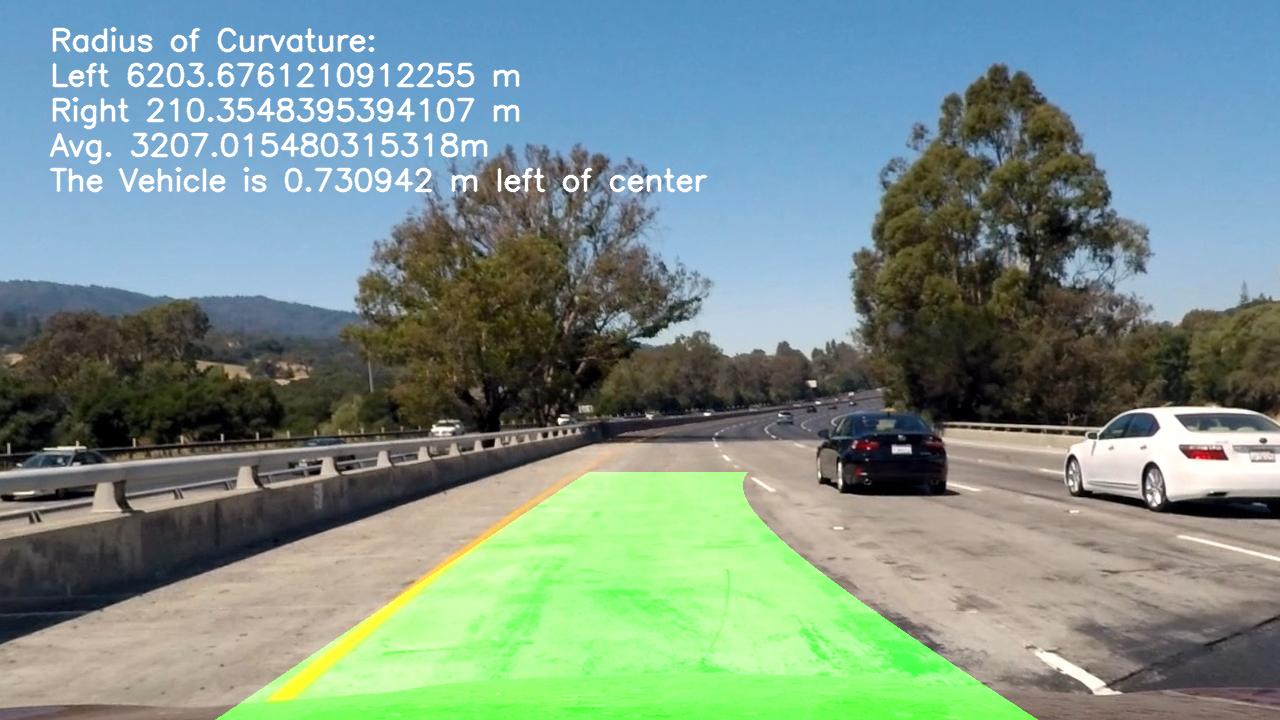 Radius of Curvature:
Left 6203.6761210912255 m
Right 210.3548395394107 m
Avg. 3207.015480315318m
The Vehicle is 0.730942 m left of center